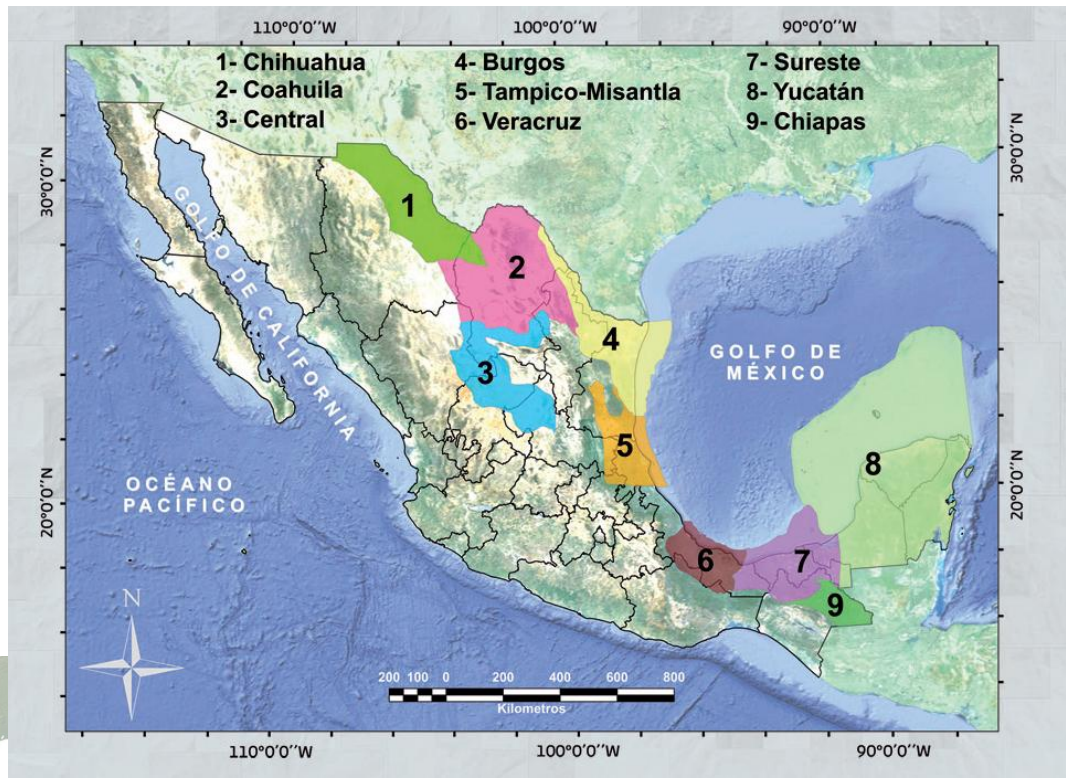 110°0'0"W 100°0'0"W 90°0'0"W
1- Chihuahua 4- Burgos 7- Sureste
2- Coahuila 5- Tampico-Misantla 8- Yucatán
3- Central 6- Veracruz 9- Chiapas
30°0'0"N
30°0'0"N
1
2
GOLFO DE CALIFORNIA
4
GOLFO DE
MÉXICO
3
5
8
OCÉANO
PACÍFICO
20°0'0"N
20°0'0"N
6
7
9
N
200 100 0 200 400 600 800
Kilometros
110°0'0"W 100°0'0"W 90°0'0"W